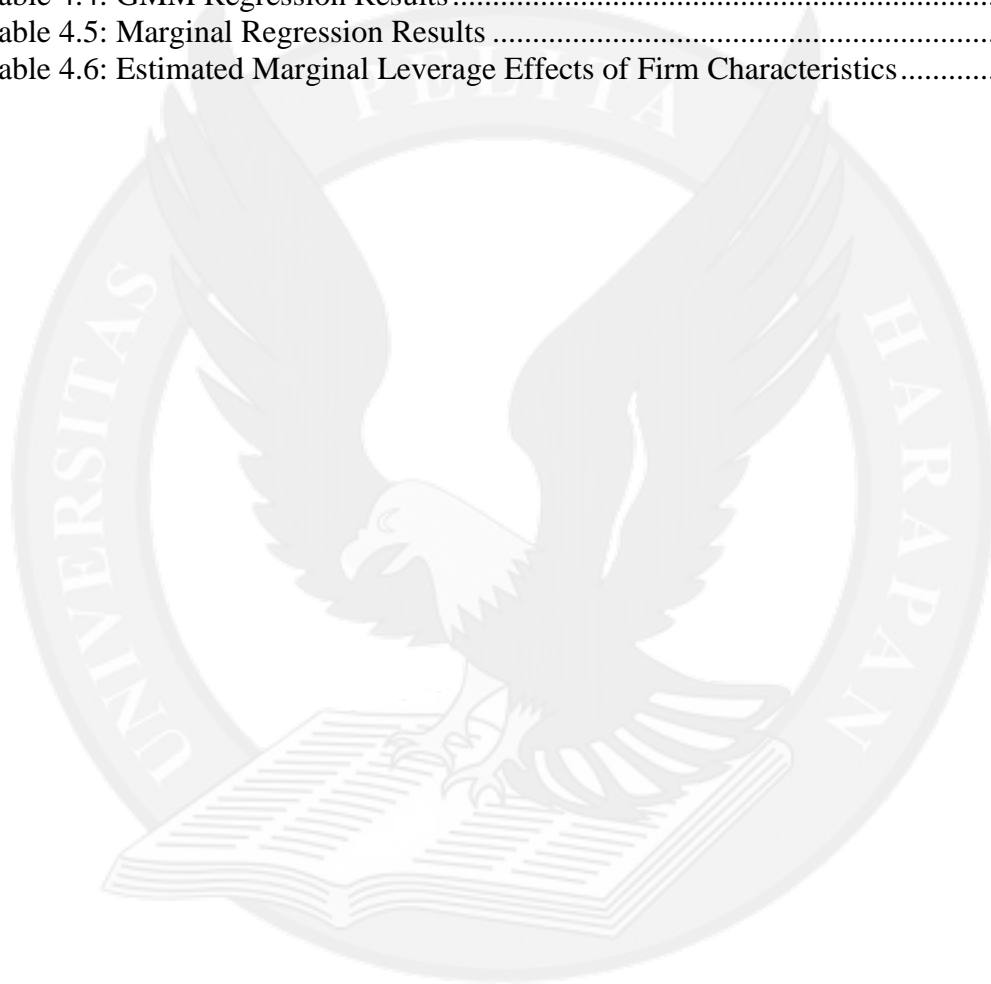 able 4.4: GMM Regression Results
able 4.5: Marginal Regression Results
able 4.6: Estimated Marginal Leverage Effects of Firm Characteristics
UNIVERSITAS PELITA HARAPAN